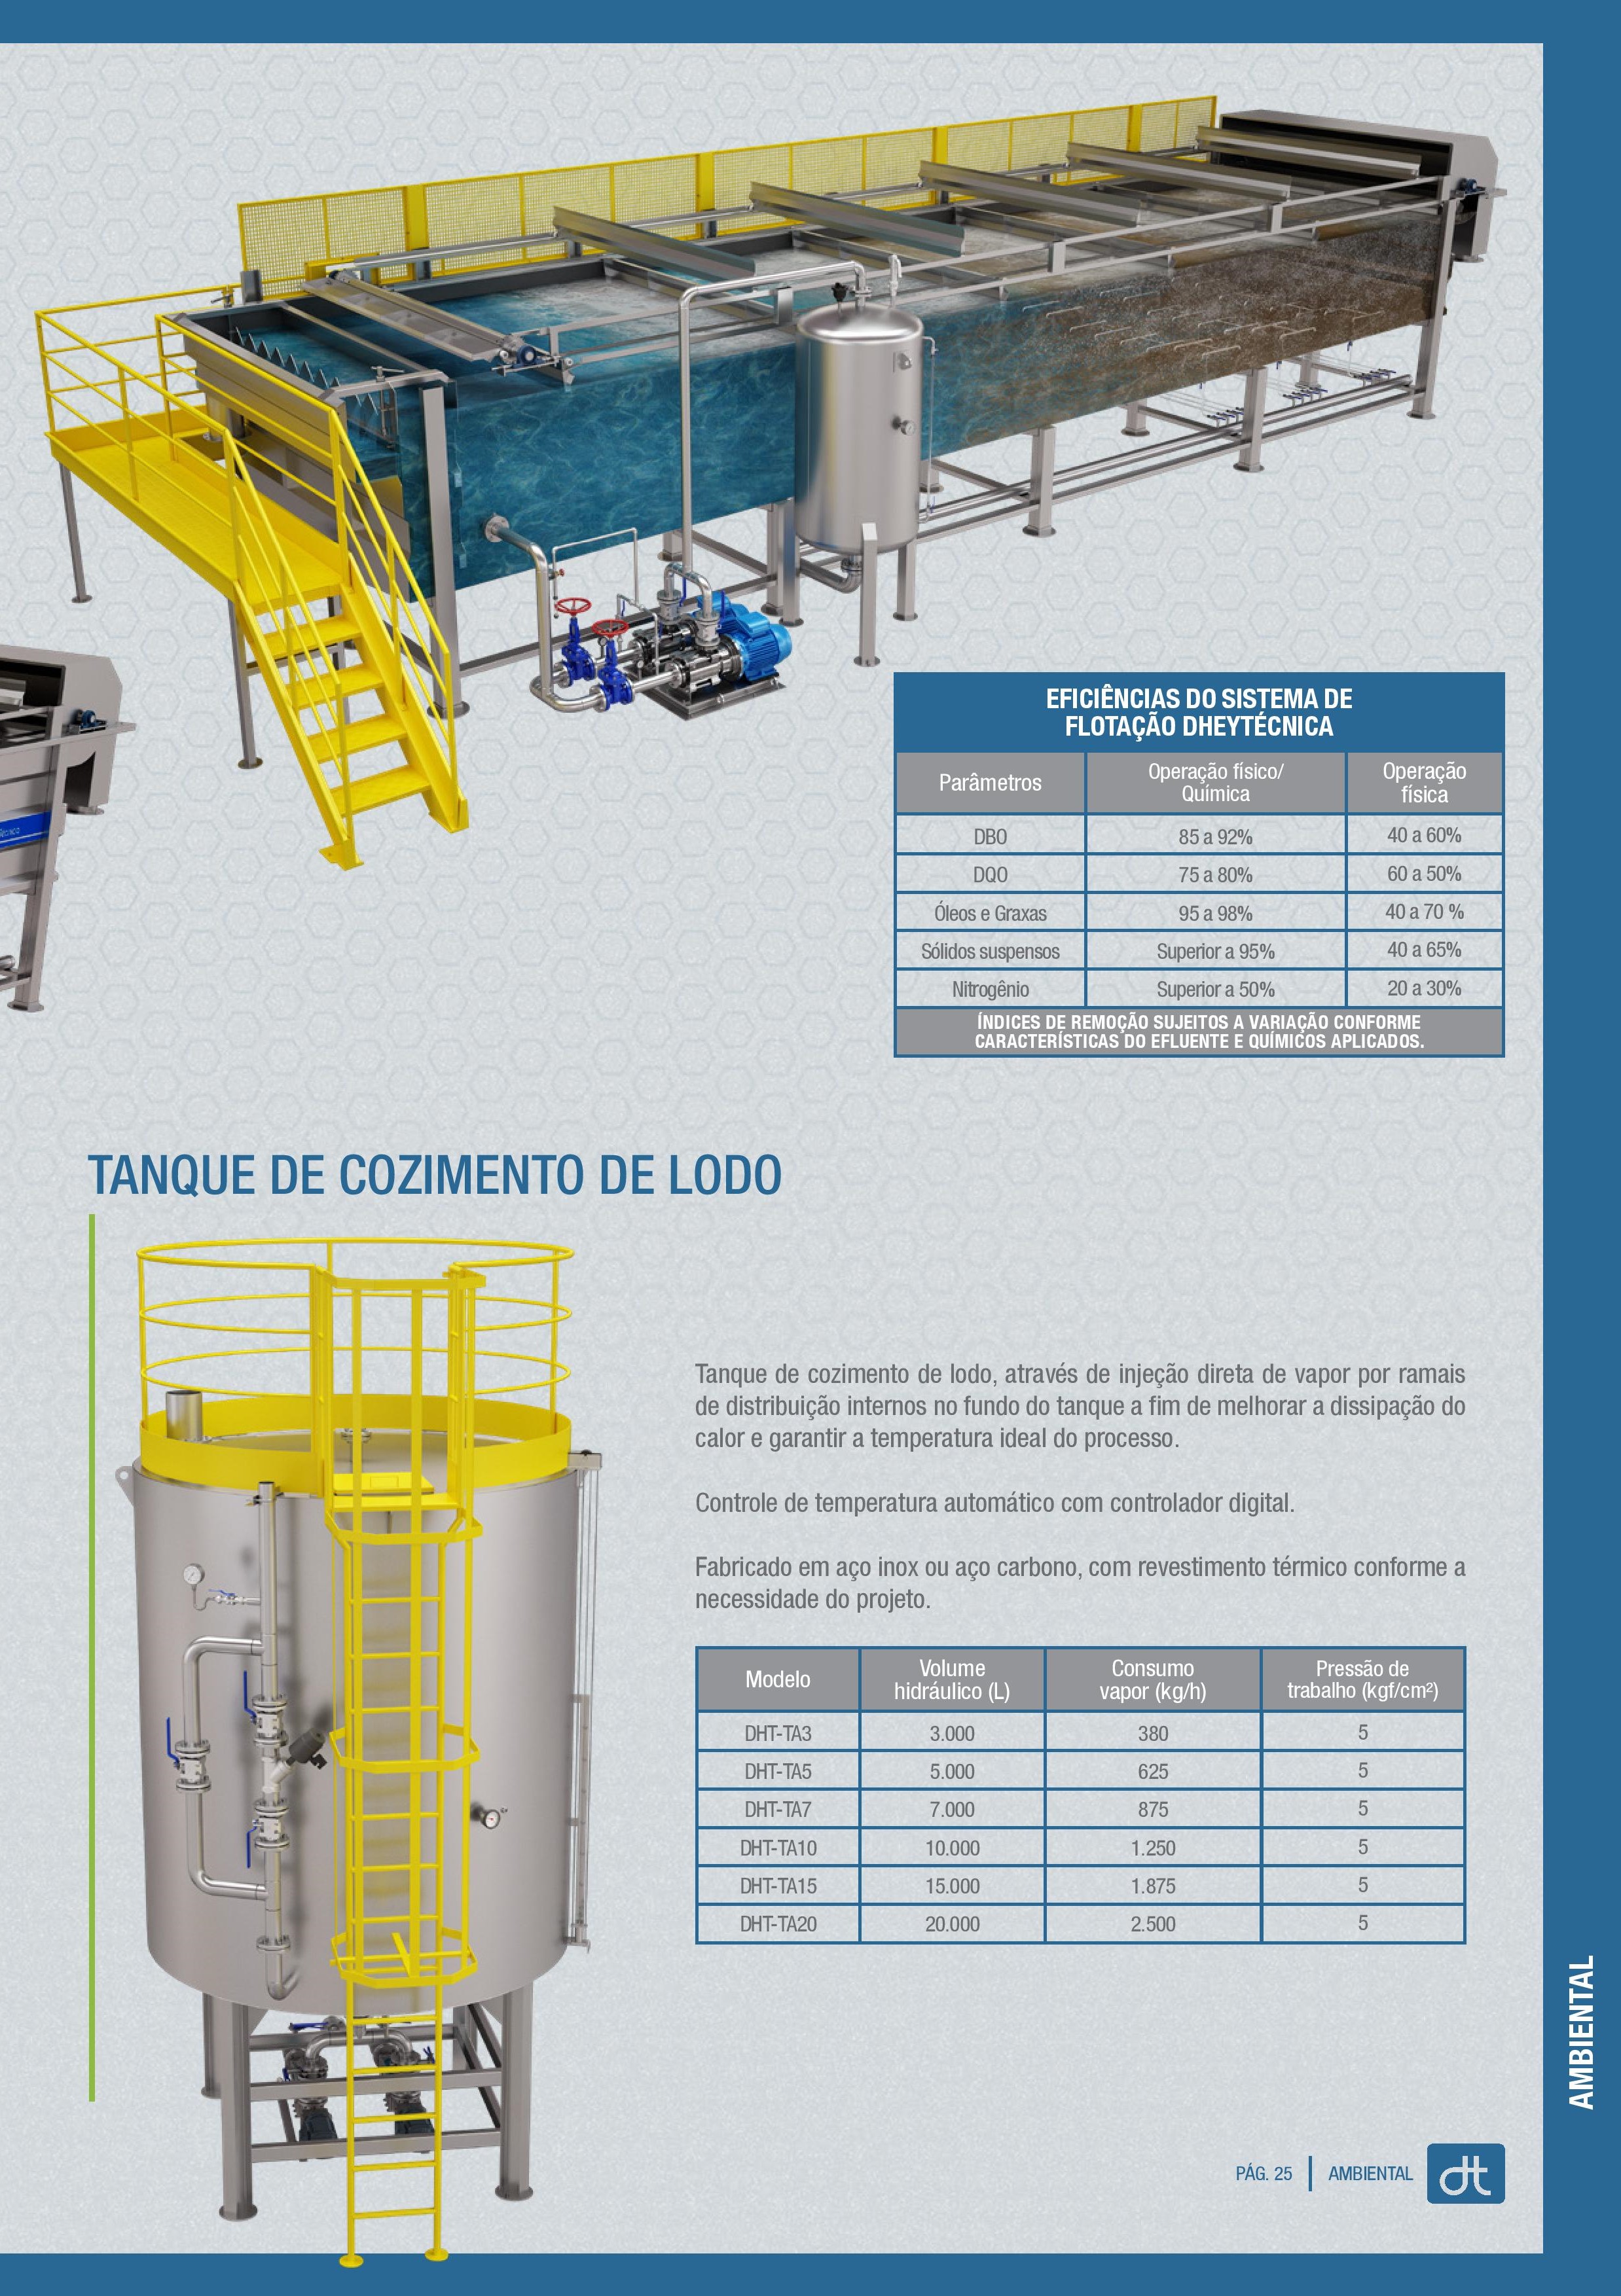 EFICIÊNCIAS DO SISTEMA DE
FLOTAÇÃO DHEYTÉCNICA
Parâmetros
Operação físico/
Química
Operação
física
DBO 85 a 92% 40 a 60%
DQO 75 a 80% 60 a 50%
Óleos e Graxas 95 a 98% 40 a 70 %
Sólidos suspensos Superior a 95% 40 a 65%
Nitrogênio Superior a 50% 20 a 30%
ÍNDICES DE REMOÇÃO SUJEITOS A VARIAÇÃO CONFORME
CARACTERÍSTICAS DO EFLUENTE E QUÍMICOS APLICADOS.
TANQUE DE COZIMENTO DE LODO
Tanque de cozimento de lodo, através de injeção direta de vapor por ramais
de distribuição internos no fundo do tanque a fim de melhorar a dissipação do
calor e garantir a temperatura ideal do processo.
Controle de temperatura automático com controlador digital.
Fabricado em aço inox ou aço carbono, com revestimento térmico conforme a
necessidade do projeto.
Modelo
Volume
hidráulico (L)
Consumo
vapor (kg/h)
Pressão de
trabalho (kgf/cm²)
DHT-TA3 3.000 380 5
DHT-TA5 5.000 625 5
DHT-TA7 7.000 875 5
DHT-TA10 10.000 1.250 5
DHT-TA15 15.000 1.875 5
DHT-TA20 20.000 2.500 5
AMBIENTAL
PÁG. 25 AMBIENTAL dt